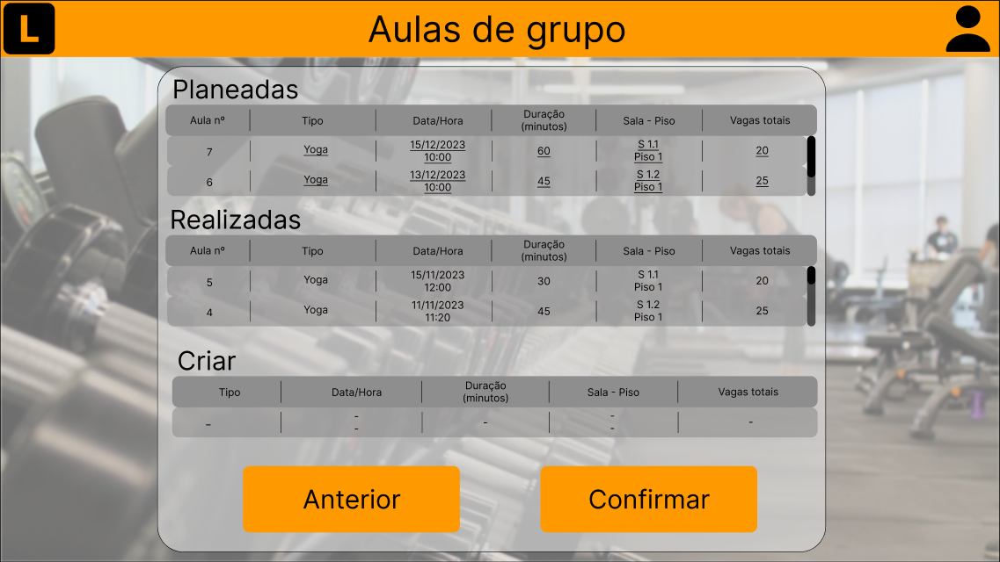 L
Aulas de grupo
Planeadas
Aula nº Tipo Data/Hora Duração (minutos) Sala - Piso Vagas totais
7 Yoga 15/12/2023 10:00 60 S 1.1 Piso 1 20
6 Yoga 13/12/2023 10:00 45 S 1.2 Piso 1 25
Realizadas
Aula nº Tipo Data/Hora Duração (minutos) Sala - Piso Vagas totais
5 Yoga 15/11/2023 12:00 30 S 1.1 Piso 1 20
4 Yoga 11/11/2023 11:20 45 S 1.2 Piso 1 25
Criar
Tipo Data/Hora Duração (minutos) Sala - Piso Vagas totais
– - - - - - -
Anterior Confirmar